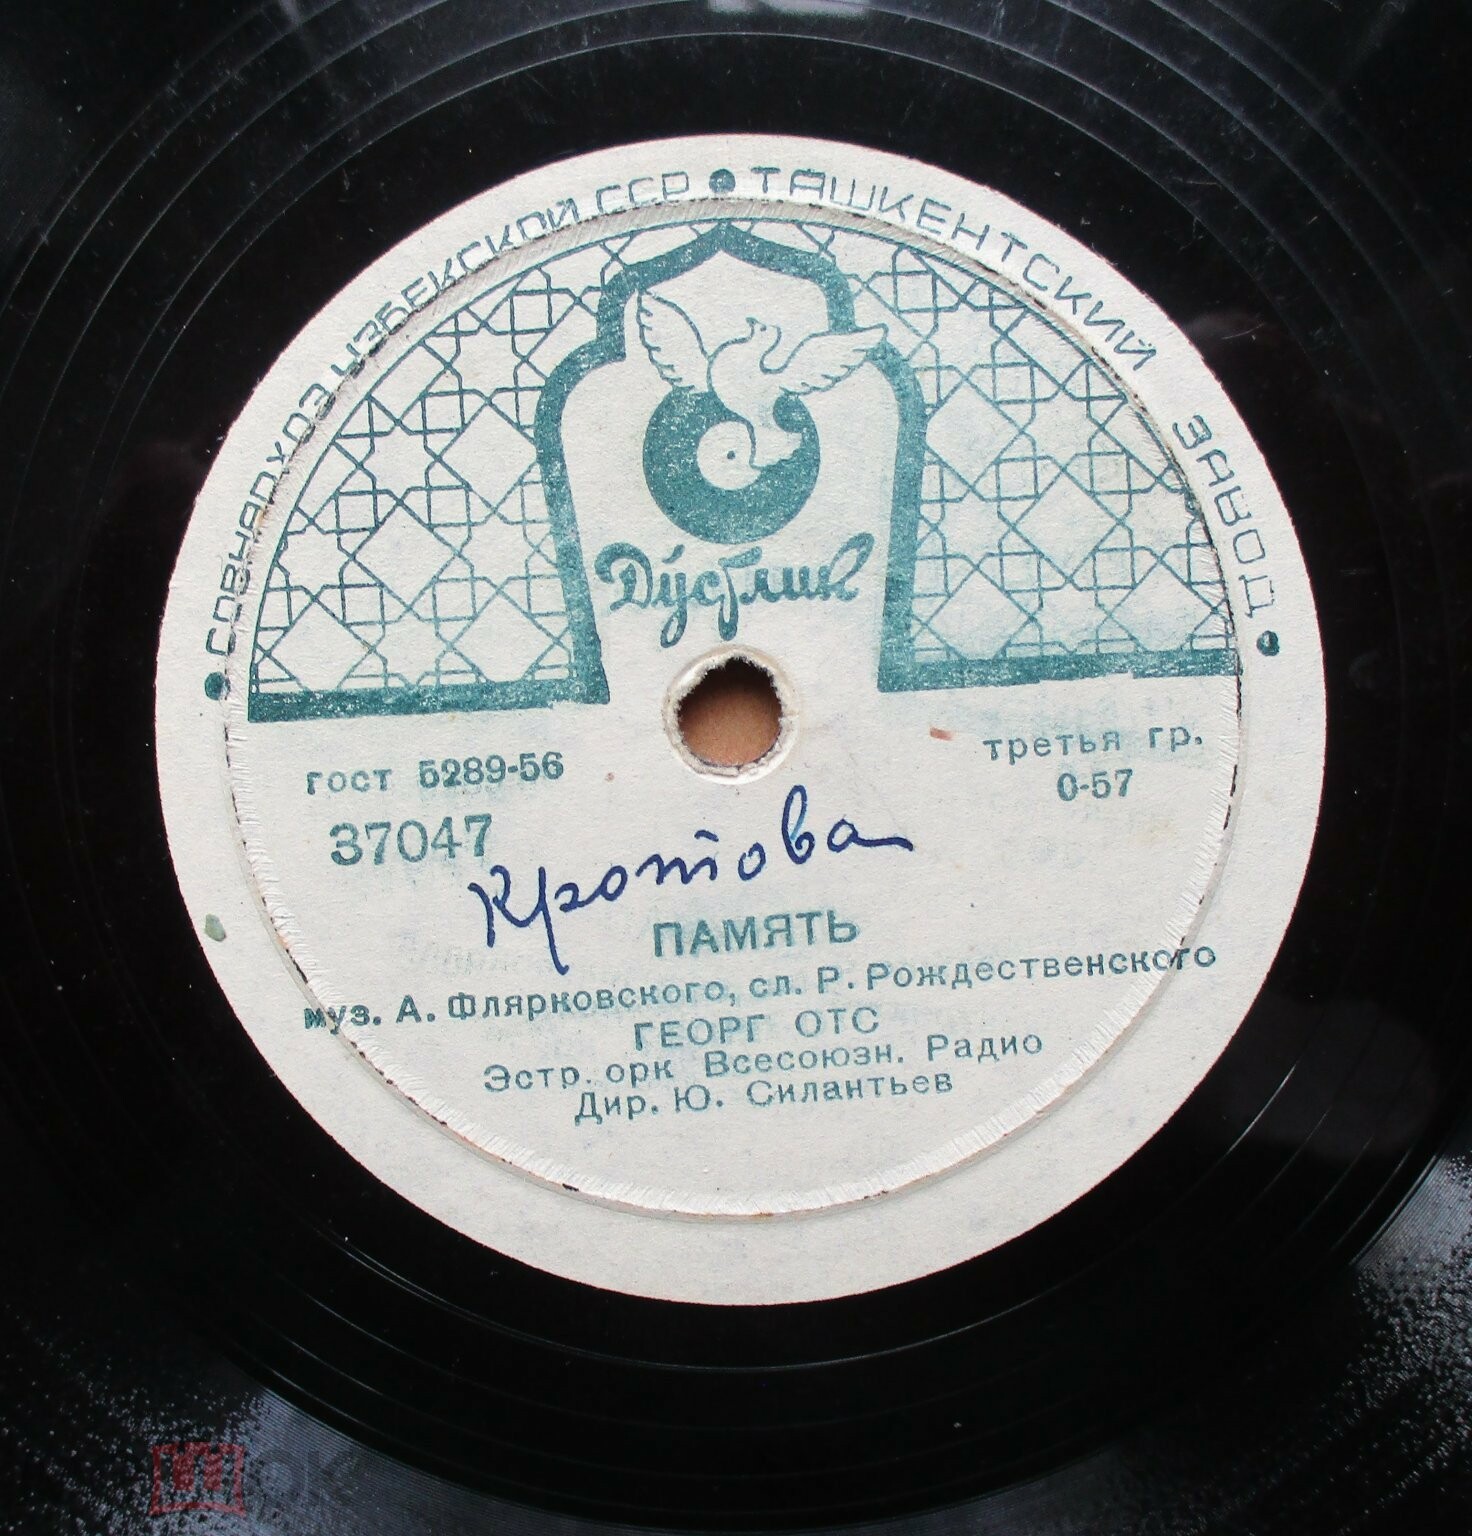 • СОВНАРХОЗ УЗБЕКСКОЙ ССР • ТАШКЕНТСКИЙ ЗАВОД •
Дӯстлик
гост 5289-56
третья гр.
0-57
37047
Кротова
ПАМЯТЬ
муз. А. Флярковского, сл. Р. Рождественского
ГЕОРГ ОТС
Эстр. орк Всесоюзн. Радио
Дир. Ю. Силантьев